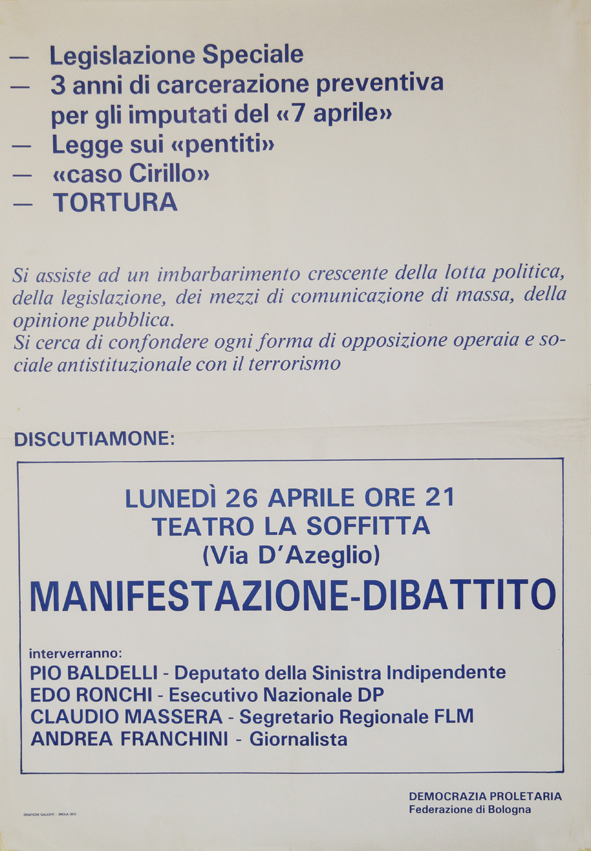 — Legislazione Speciale
— 3 anni di carcerazione preventiva
per gli imputati del «7 aprile»
— Legge sui «pentiti»
— «caso Cirillo»
— TORTURA
Si assiste ad un imbarbarimento crescente della lotta politica,
della legislazione, dei mezzi di comunicazione di massa, della
opinione pubblica.
Si cerca di confondere ogni forma di opposizione operaia e so-
ciale antistituzionale con il terrorismo
DISCUTIAMONE:
LUNEDÌ 26 APRILE ORE 21
TEATRO LA SOFFITTA
(Via D'Azeglio)
MANIFESTAZIONE-DIBATTITO
interverranno:
PIO BALDELLI - Deputato della Sinistra Indipendente
EDO RONCHI - Esecutivo Nazionale DP
CLAUDIO MASSERA - Segretario Regionale FLM
ANDREA FRANCHINI - Giornalista
DEMOCRAZIA PROLETARIA
Federazione di Bologna
GRAFICHE GALEATI - IMOLA